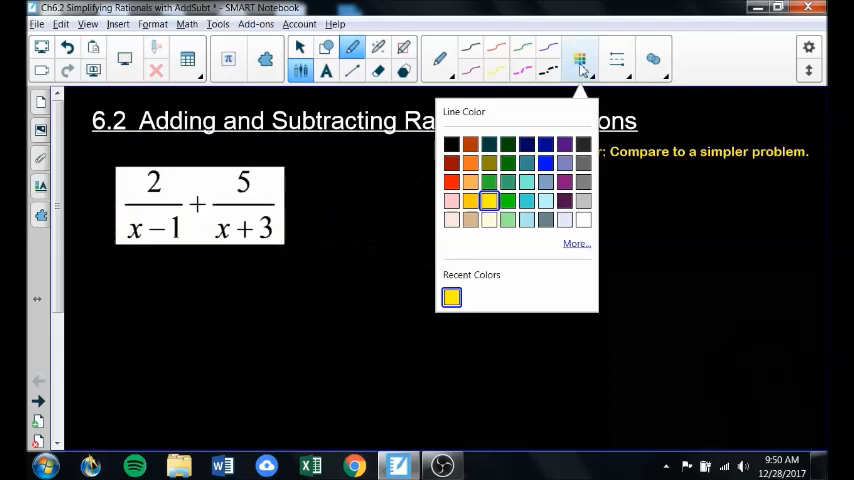 Ch6.2 Simplifying Rationals with AddSubt * - SMART Notebook
File Edit View Insert Format Math Tools Add-ons Account Help
6.2 Adding and Subtracting Ra
ons
: Compare to a simpler problem.
2/(x − 1) + 5/(x + 3)
Line Color
More...
Recent Colors
9:50 AM
12/28/2017